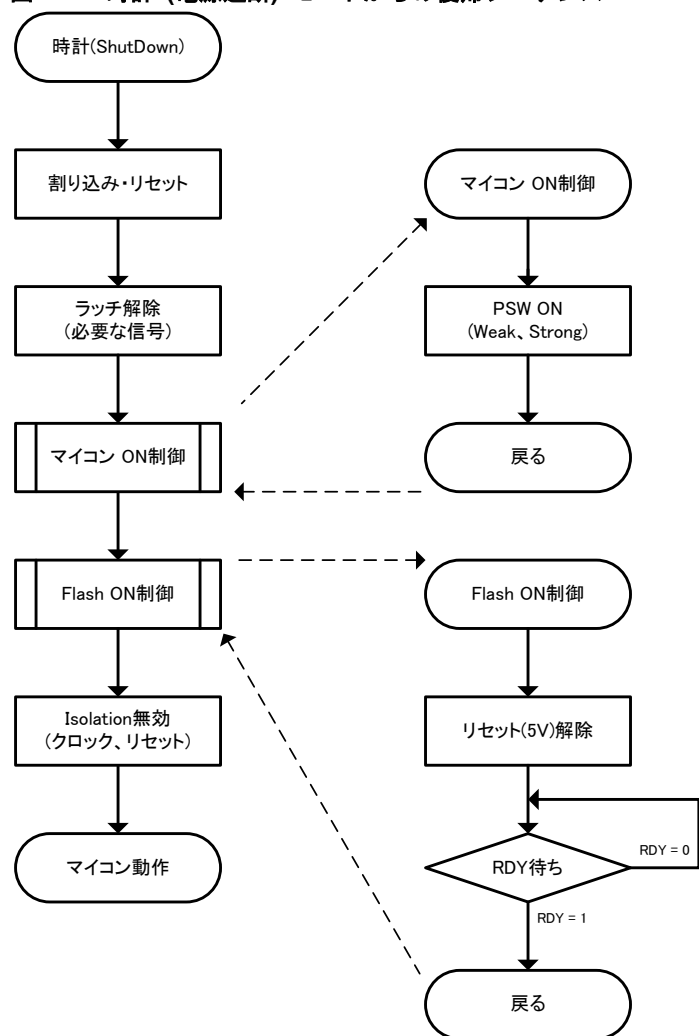 時計(ShutDown)
割り込み・リセット
ラッチ解除
(必要な信号)
マイコン ON制御
Flash ON制御
Isolation無効
(クロック、リセット)
マイコン動作
マイコン ON制御
PSW ON
(Weak、Strong)
戻る
Flash ON制御
リセット(5V)解除
RDY待ち
RDY = 0
RDY = 1
戻る